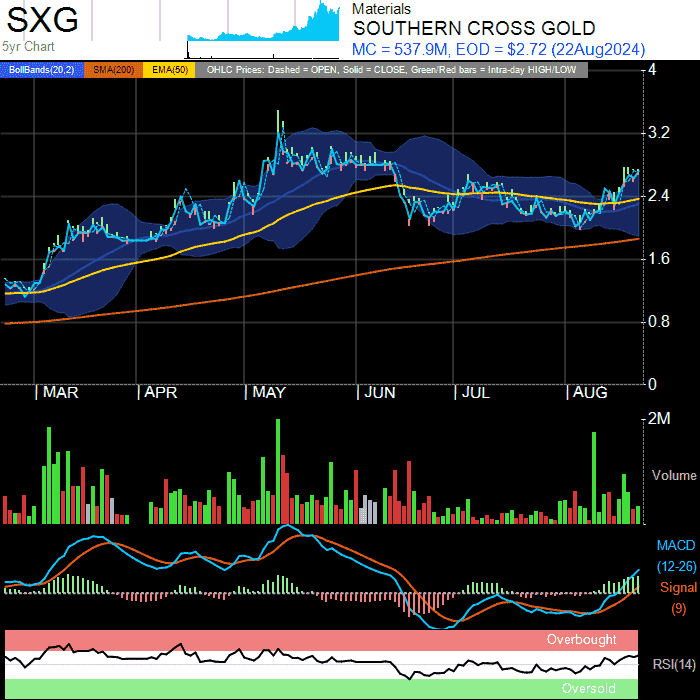 SXG
5yr Chart
Materials
SOUTHERN CROSS GOLD
MC = 537.9M, EOD = $2.72 (22Aug2024)
BollBands(20,2) SMA(200) EMA(50) OHLC Prices: Dashed = OPEN, Solid = CLOSE, Green/Red bars = Intra-day HIGH/LOW
4
3.2
2.4
1.6
0.8
0
| MAR | APR | MAY | JUN | JUL | AUG
2M
Volume
MACD
(12-26)
Signal
(9)
Overbought
RSI(14)
Oversold